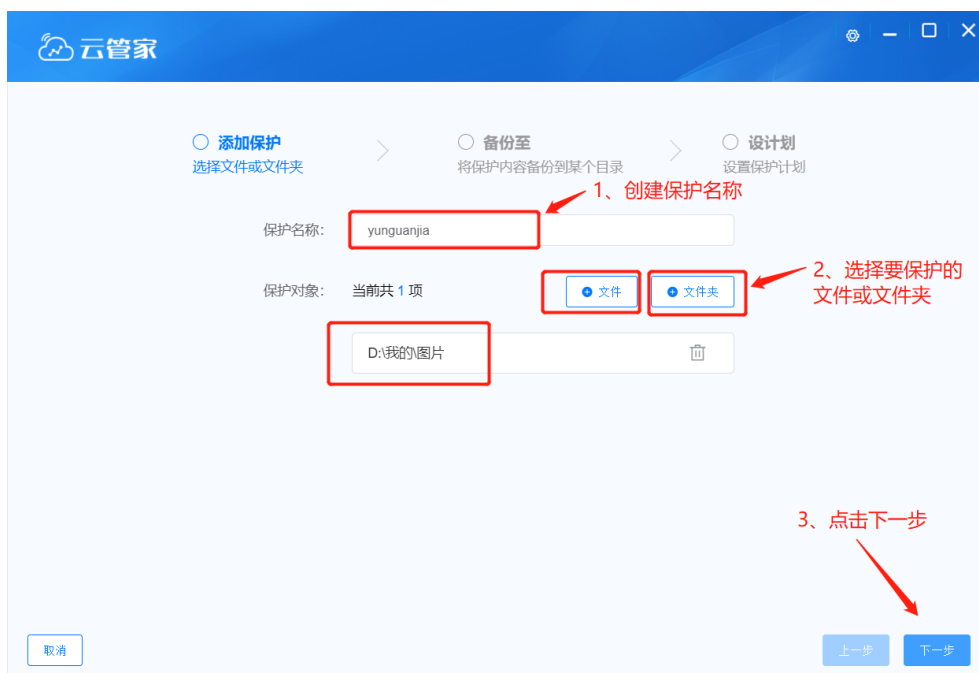 云管家
添加保护
选择文件或文件夹
备份至
将保护内容备份到某个目录
设计划
设置保护计划
1、创建保护名称
保护名称:
yunguanjia
2、选择要保护的
文件或文件夹
保护对象:
当前共 1 项
文件
文件夹
D:\我的\图片
3、点击下一步
取消
上一步
下一步